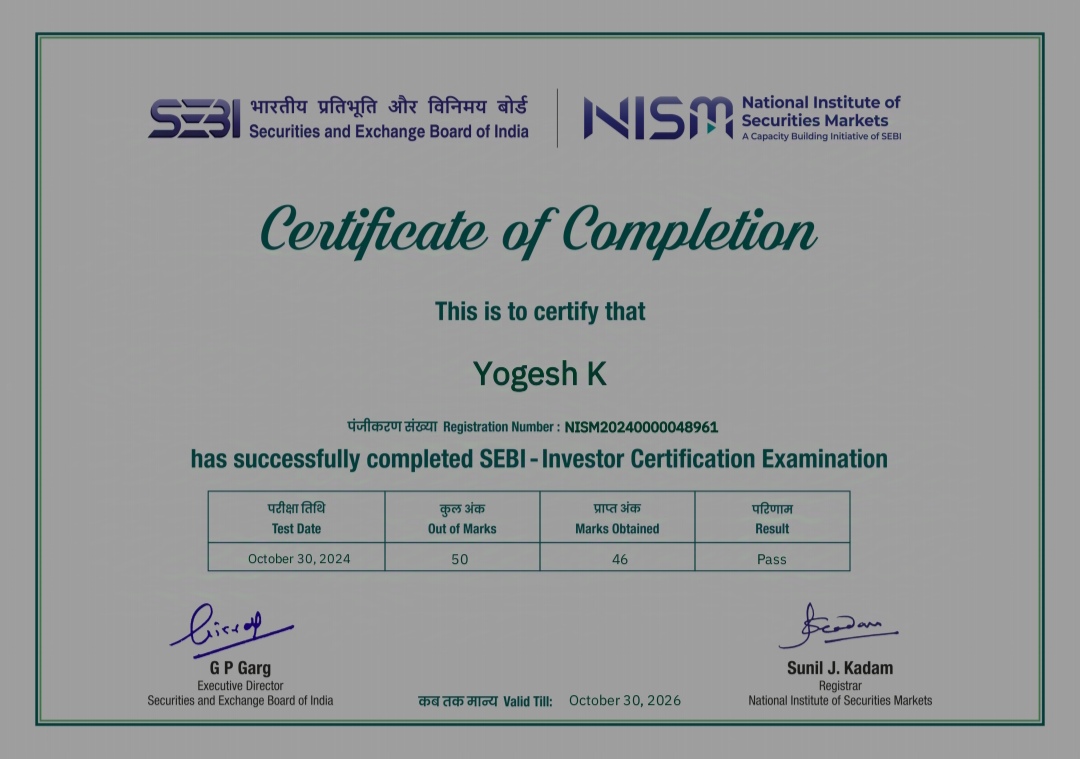 SEBI भारतीय प्रतिभूति और विनिमय बोर्ड
Securities and Exchange Board of India
NISM National Institute of
Securities Markets
A Capacity Building Initiative of SEBI
Certificate of Completion
This is to certify that
Yogesh K
पंजीकरण संख्या Registration Number : NISM20240000048961
has successfully completed SEBI - Investor Certification Examination
परीक्षा तिथि कुल अंक प्राप्त अंक परिणाम
Test Date Out of Marks Marks Obtained Result
October 30, 2024 50 46 Pass
G P Garg
Executive Director
Securities and Exchange Board of India
कब तक मान्य Valid Till: October 30, 2026
Sunil J. Kadam
Registrar
National Institute of Securities Markets